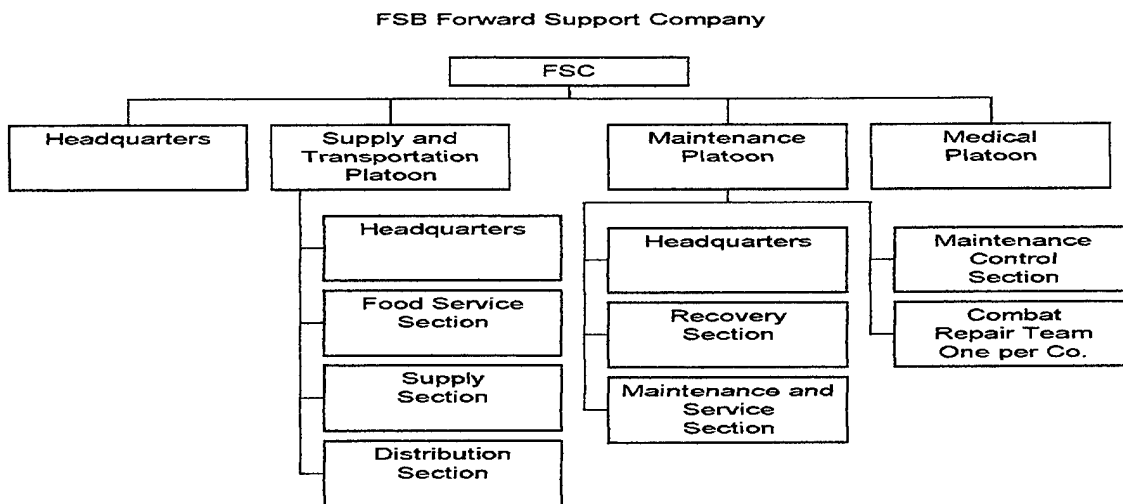 FSB Forward Support Company
FSC
Headquarters
Supply and
Transportation
Platoon
Maintenance
Platoon
Medical
Platoon
Headquarters
Food Service
Section
Supply
Section
Distribution
Section
Headquarters
Recovery
Section
Maintenance and
Service
Section
Maintenance
Control
Section
Combat
Repair Team
One per Co.